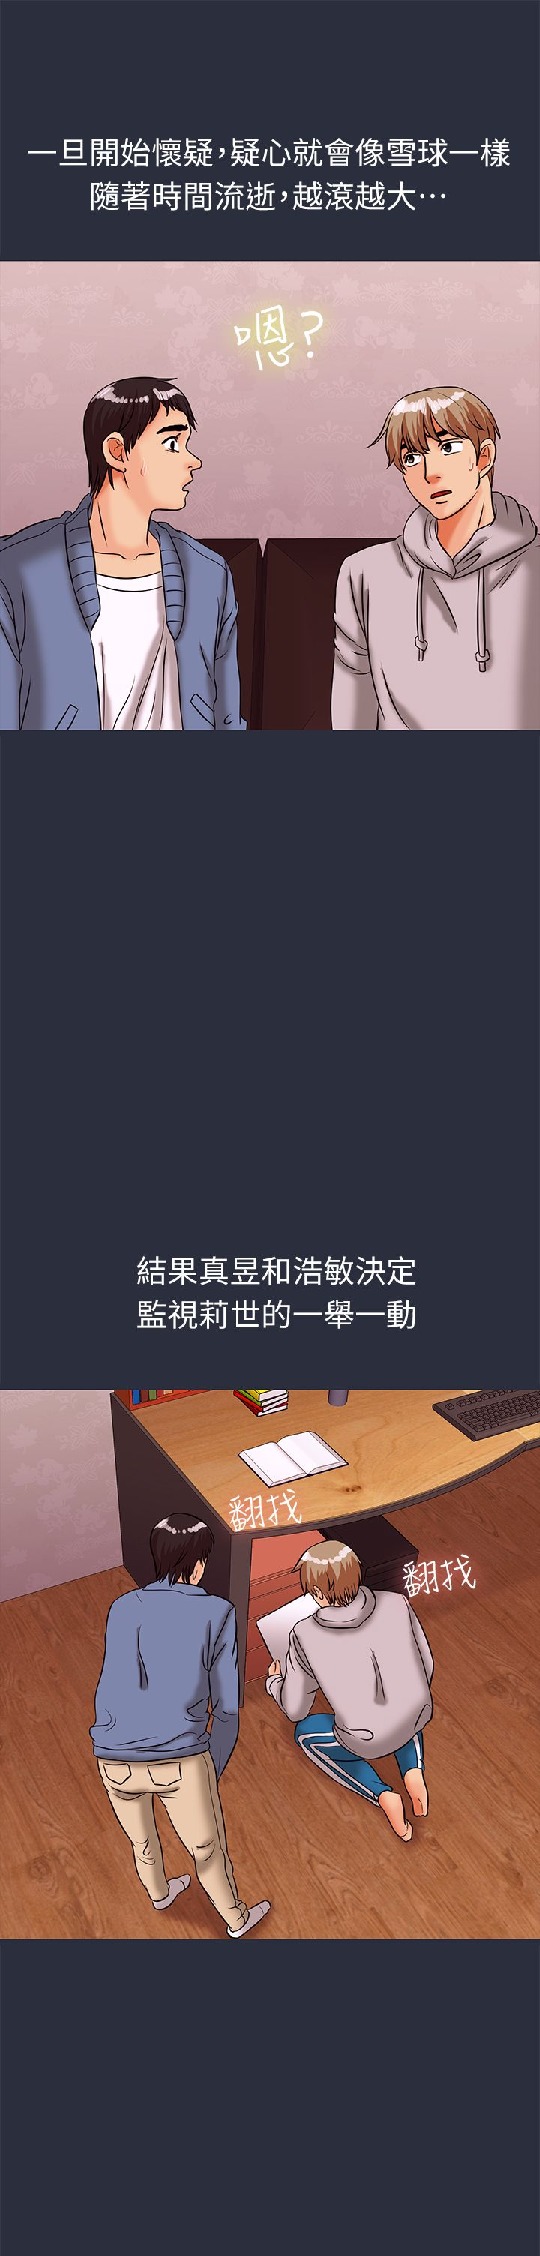 一旦開始懷疑，疑心就會像雪球一樣
隨著時間流逝，越滾越大⋯
嗯？
結果真昱和浩敏決定
監視莉世的一舉一動
翻找
翻找